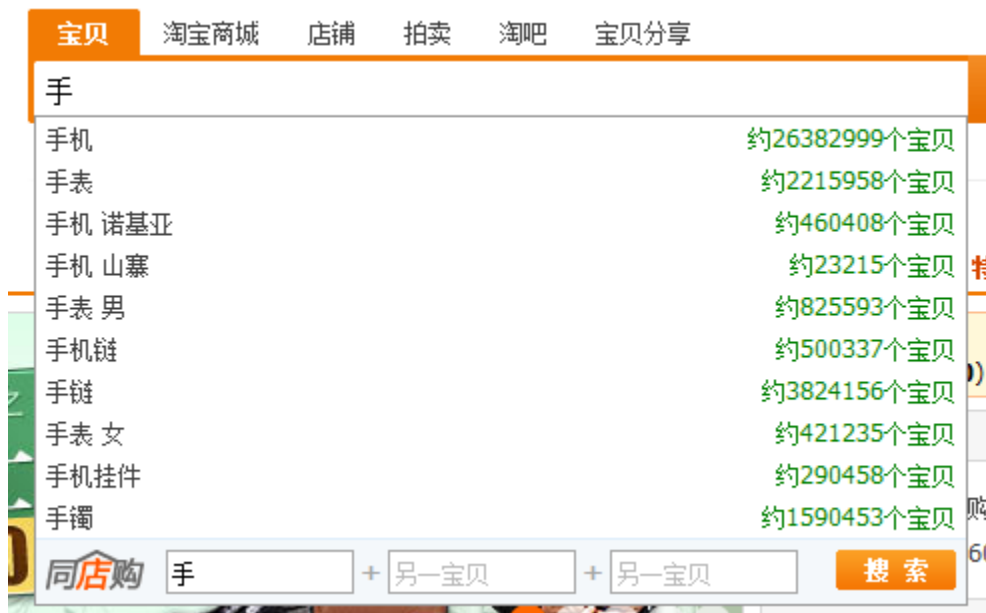 宝贝 淘宝商城 店铺 拍卖 淘吧 宝贝分享
手
手机 约26382999个宝贝
手表 约2215958个宝贝
手机 诺基亚 约460408个宝贝
手机 山寨 约23215个宝贝
特
手表 男 约825593个宝贝
手机链 约500337个宝贝
手链 约3824156个宝贝
手表 女 约421235个宝贝
手机挂件 约290458个宝贝
手镯 约1590453个宝贝
购
同店购 手 + 另一宝贝 + 另一宝贝 搜 索